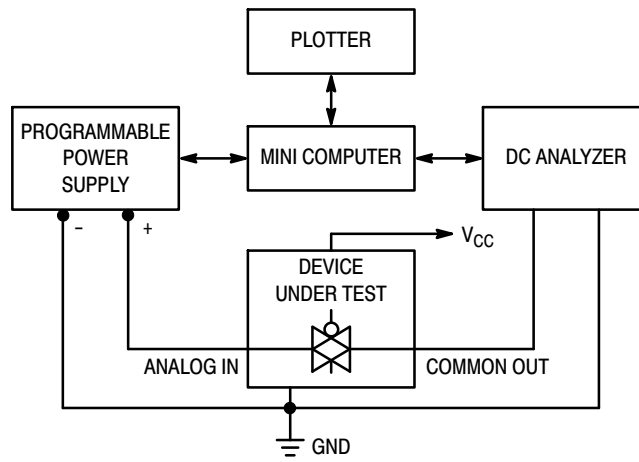 PLOTTER
PROGRAMMABLE
POWER
SUPPLY
MINI COMPUTER
DC ANALYZER
– +
VCC
DEVICE
UNDER TEST
ANALOG IN
COMMON OUT
GND